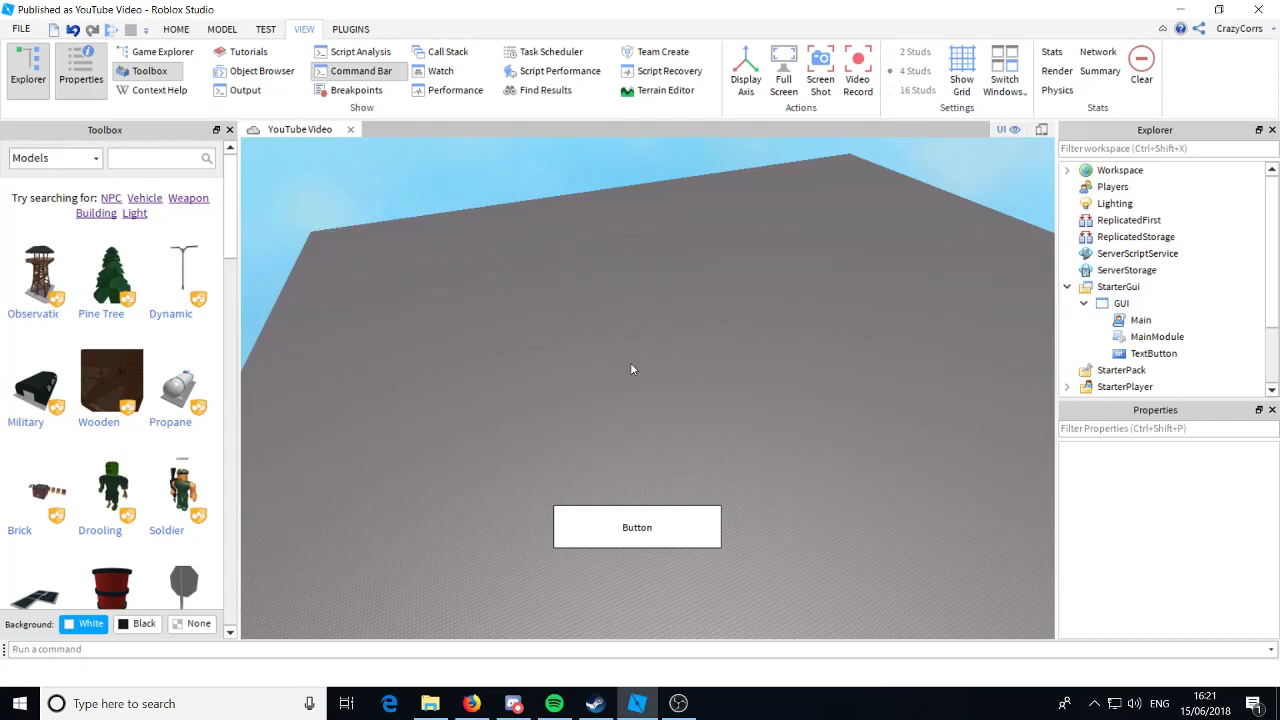 Published as YouTube Video - Roblox Studio
FILE HOME MODEL TEST VIEW PLUGINS CrazyCorrs
Explorer
Properties
Game Explorer
Toolbox
Context Help
Tutorials
Object Browser
Output
Script Analysis
Command Bar
Breakpoints
Call Stack
Watch
Performance
Task Scheduler
Script Performance
Find Results
Team Create
Script Recovery
Terrain Editor
Show
Display
Axis
Full
Screen
Screen
Shot
Video
Record
Actions
2 Studs
4 Studs
16 Studs
Show
Grid
Switch
Windows
Settings
Stats
Render
Physics
Network
Summary
Clear
Stats
Toolbox
Models
Try searching for: NPC Vehicle Weapon
Building Light
Observatic
Pine Tree
Dynamic
Military
Wooden
Propane
Brick
Drooling
Soldier
Background: White Black None
YouTube Video
UI
Button
Explorer
Filter workspace (Ctrl+Shift+X)
Workspace
Players
Lighting
ReplicatedFirst
ReplicatedStorage
ServerScriptService
ServerStorage
StarterGui
GUI
Main
MainModule
TextButton
StarterPack
StarterPlayer
Properties
Filter Properties (Ctrl+Shift+P)
Run a command
Type here to search
ENG
16:21
15/06/2018